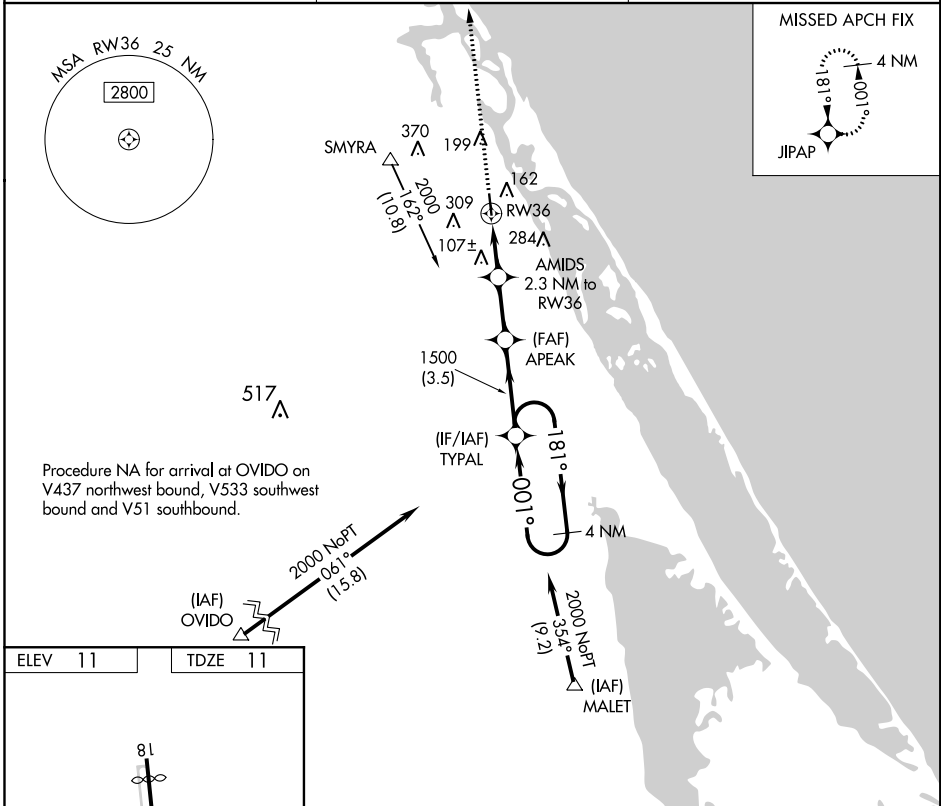 MSA RW36 25 NM
2800
MISSED APCH FIX
4 NM
181°
001°
JIPAP
SMYRA
370
199
2000
162°
(10.8)
309
162
RW36
107±
284
AMIDS
2.3 NM to
RW36
(FAF)
APEAK
1500
(3.5)
517
(IF/IAF)
TYPAL
181°
001°
4 NM
Procedure NA for arrival at OVIDO on
V437 northwest bound, V533 southwest
bound and V51 southbound.
2000 NoPT
061°
(15.8)
(IAF)
OVIDO
2000 NoPT
354°
(9.2)
(IAF)
MALET
ELEV 11
TDZE 11
18